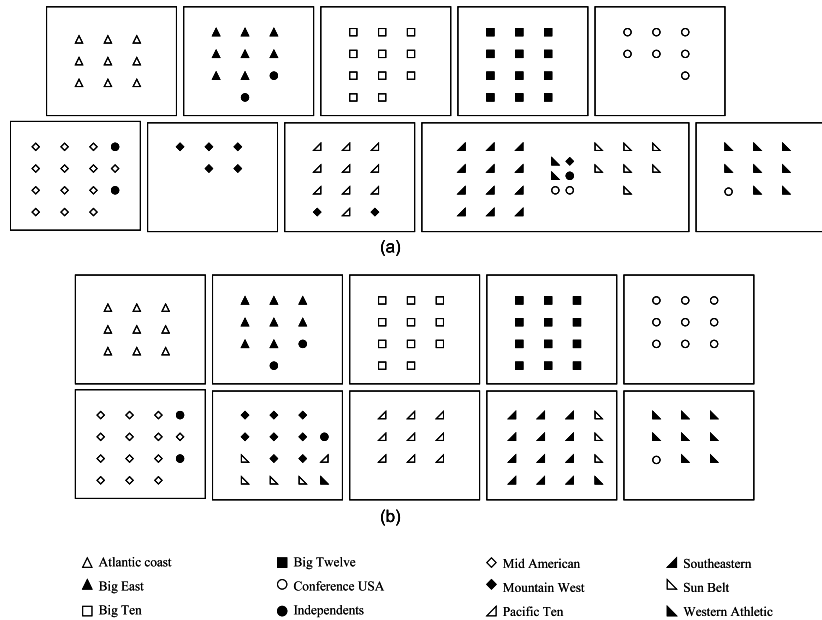 (a)
(b)
Atlantic coast Big Twelve Mid American Southeastern
Big East Conference USA Mountain West Sun Belt
Big Ten Independents Pacific Ten Western Athletic